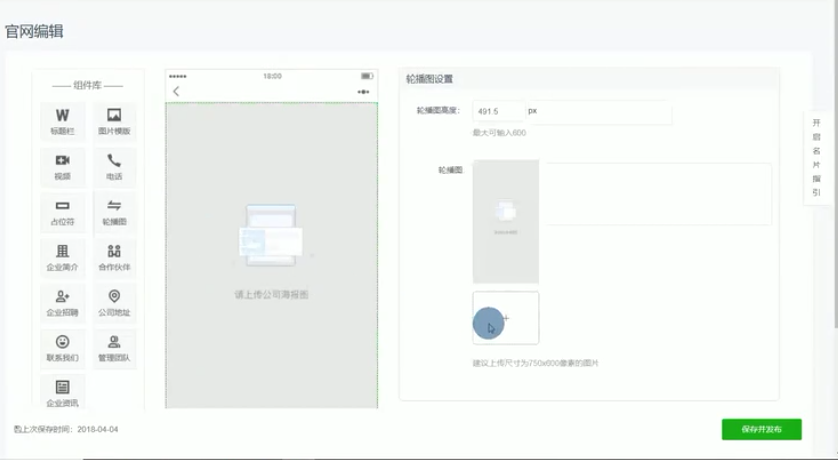 官网编辑
组件库
标题栏
图片模版
视频
电话
占位符
轮播图
企业简介
合作伙伴
企业招聘
公司地址
联系我们
管理团队
企业资讯
18:00
请上传公司海报图
轮播图设置
轮播图高度: 491.5 px
最大可输入600
轮播图
建议上传尺寸为750x600像素的图片
开启名片指引
上次保存时间: 2018-04-04
保存并发布